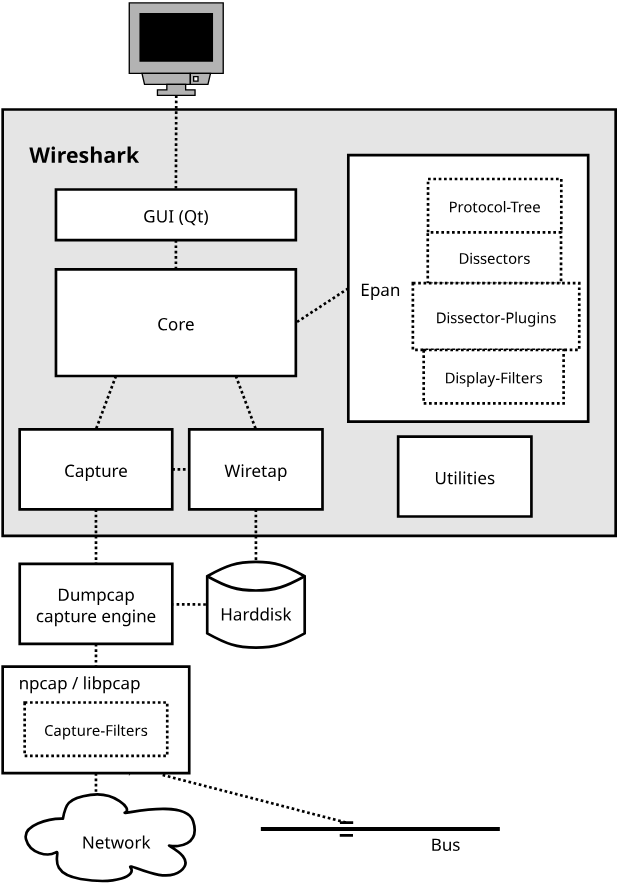 Wireshark
GUI (Qt)
Core
Epan
Protocol-Tree
Dissectors
Dissector-Plugins
Display-Filters
Capture
Wiretap
Utilities
Dumpcap
capture engine
Harddisk
npcap / libpcap
Capture-Filters
Network
Bus